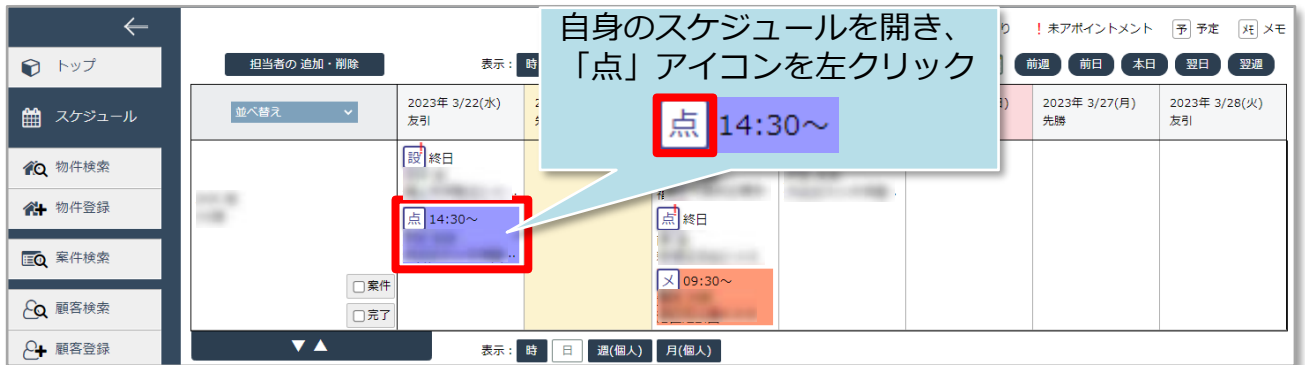 ←
トップ
スケジュール
物件検索
物件登録
案件検索
顧客検索
顧客登録
自身のスケジュールを開き、
「点」アイコンを左クリック
点 14:30～
り ！未アポイントメント 予 予定 メモ メモ
担当者の 追加・削除 表示： 時 前週 前日 本日 翌日 翌週
並べ替え 2023年 3/22(水) 2023年 3/27(月) 2023年 3/28(火)
友引 先勝 友引
設! 終日
点 14:30～
点! 終日
メ 09:30～
案件
完了
▼ ▲ 表示： 時 日 週(個人) 月(個人)